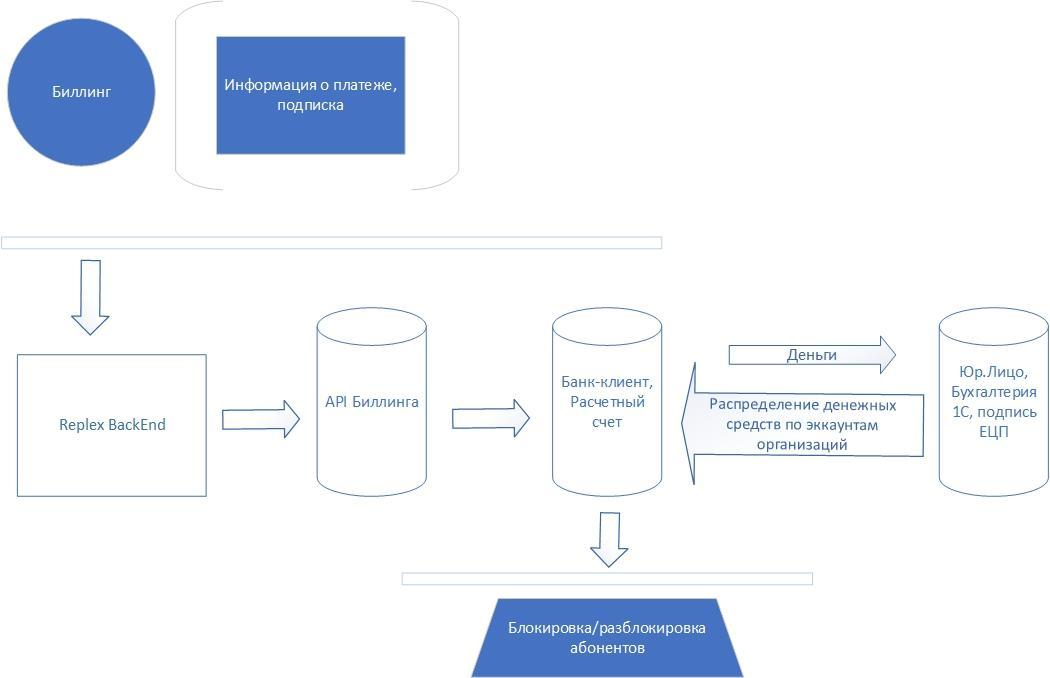 Биллинг
Информация о платеже,
подписка
Replex BackEnd
API Биллинга
Банк-клиент,
Расчетный
счет
Деньги
Распределение денежных
средств по эккаунтам
организаций
Юр.Лицо,
Бухгалтерия
1С, подпись
ЕЦП
Блокировка/разблокировка
абонентов